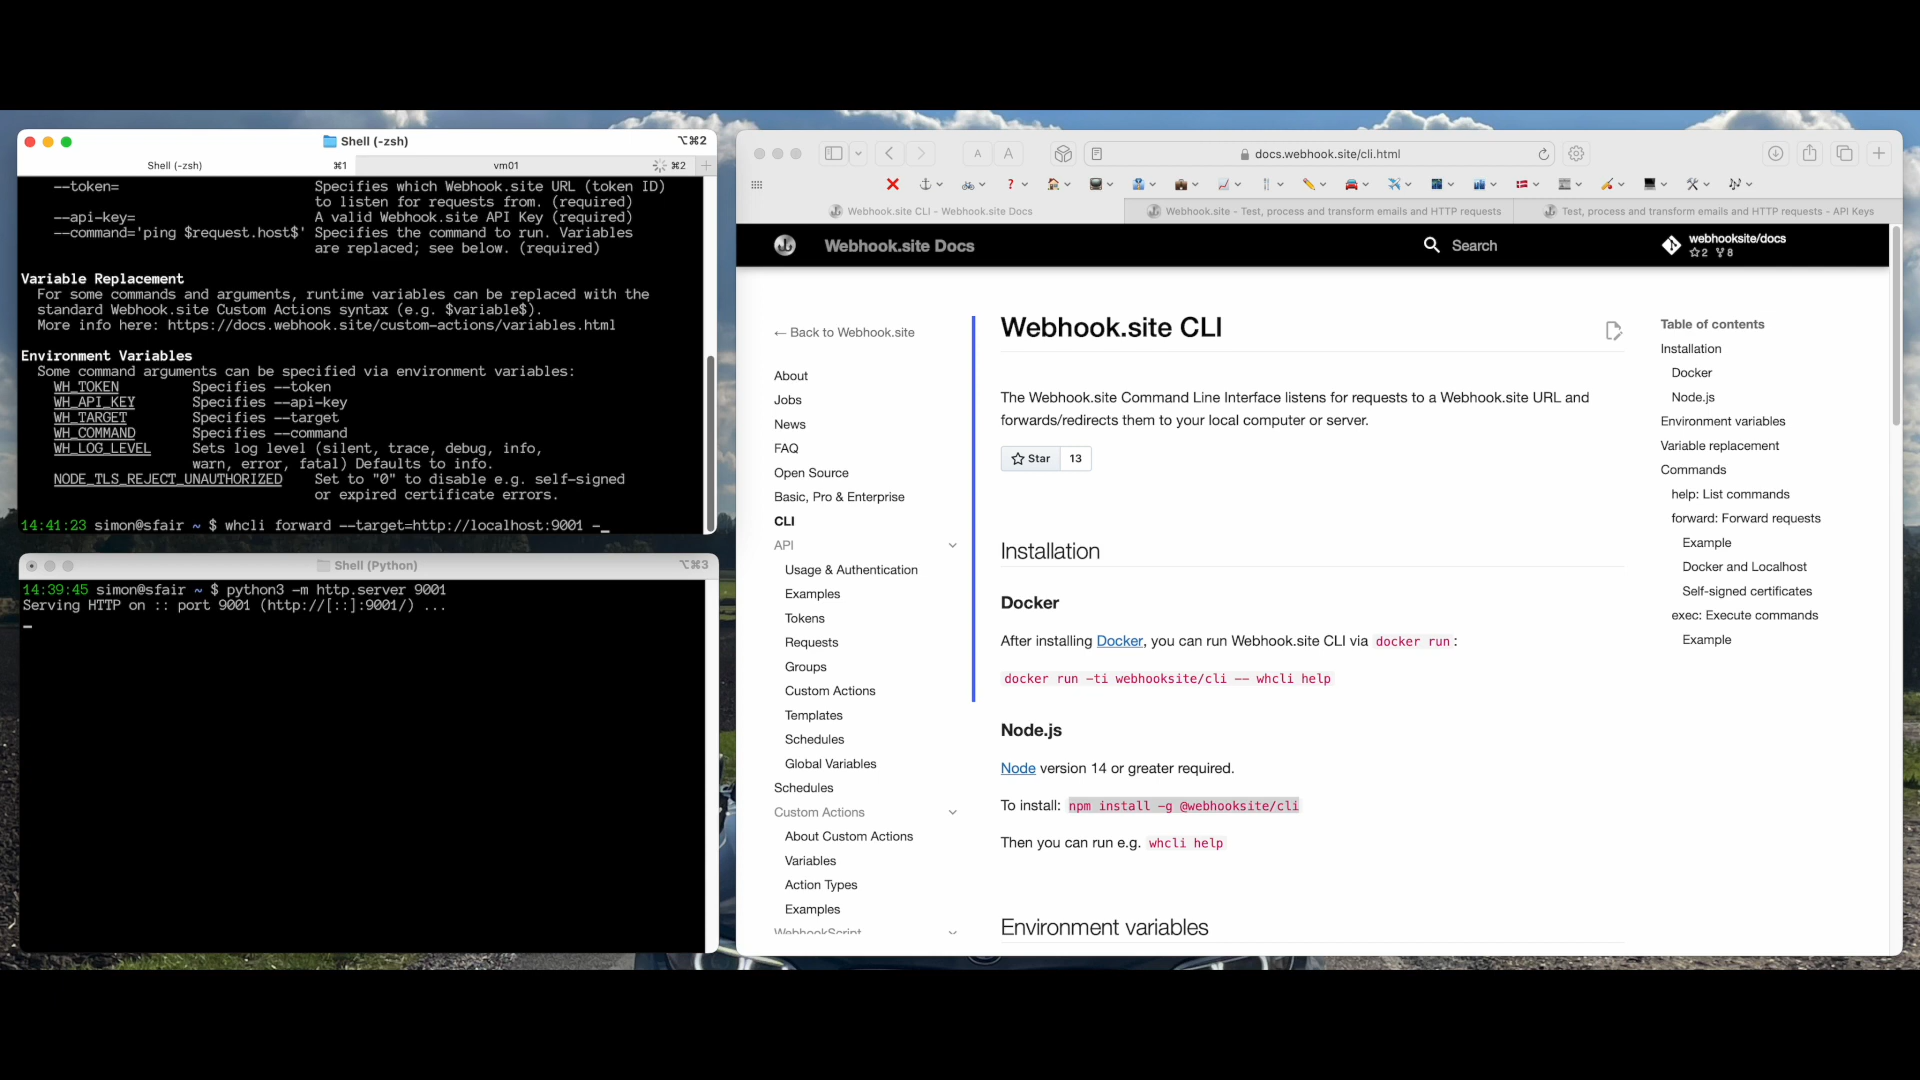 Shell (-zsh)
⌥⌘2
Shell (-zsh) ⌘1 vm01 ⌘2 +
--token= Specifies which Webhook.site URL (token ID)
to listen for requests from. (required)
--api-key= A valid Webhook.site API Key (required)
--command='ping $request.host$' Specifies the command to run. Variables
are replaced; see below. (required)
Variable Replacement
For some commands and arguments, runtime variables can be replaced with the
standard Webhook.site Custom Actions syntax (e.g. $variable$).
More info here: https://docs.webhook.site/custom-actions/variables.html
Environment Variables
Some command arguments can be specified via environment variables:
WH_TOKEN Specifies --token
WH_API_KEY Specifies --api-key
WH_TARGET Specifies --target
WH_COMMAND Specifies --command
WH_LOG_LEVEL Sets log level (silent, trace, debug, info,
warn, error, fatal) Defaults to info.
NODE_TLS_REJECT_UNAUTHORIZED Set to "0" to disable e.g. self-signed
or expired certificate errors.
14:41:23 simon@sfair ~ $ whcli forward --target=http://localhost:9001 -_
Shell (Python)
⌥⌘3
14:39:45 simon@sfair ~ $ python3 -m http.server 9001
Serving HTTP on :: port 9001 (http://[::]:9001/) ...
A A
docs.webhook.site/cli.html
Webhook.site CLI – Webhook.site Docs
Webhook.site - Test, process and transform emails and HTTP requests
Test, process and transform emails and HTTP requests - API Keys
Webhook.site Docs
Search
webhooksite/docs
2 8
← Back to Webhook.site
About
Jobs
News
FAQ
Open Source
Basic, Pro & Enterprise
CLI
API
Usage & Authentication
Examples
Tokens
Requests
Groups
Custom Actions
Templates
Schedules
Global Variables
Schedules
Custom Actions
About Custom Actions
Variables
Action Types
Examples
WebhookScript
Webhook.site CLI
The Webhook.site Command Line Interface listens for requests to a Webhook.site URL and
forwards/redirects them to your local computer or server.
Star 13
Installation
Docker
After installing Docker, you can run Webhook.site CLI via docker run:
docker run -ti webhooksite/cli -- whcli help
Node.js
Node version 14 or greater required.
To install: npm install -g @webhooksite/cli
Then you can run e.g. whcli help
Environment variables
Table of contents
Installation
Docker
Node.js
Environment variables
Variable replacement
Commands
help: List commands
forward: Forward requests
Example
Docker and Localhost
Self-signed certificates
exec: Execute commands
Example